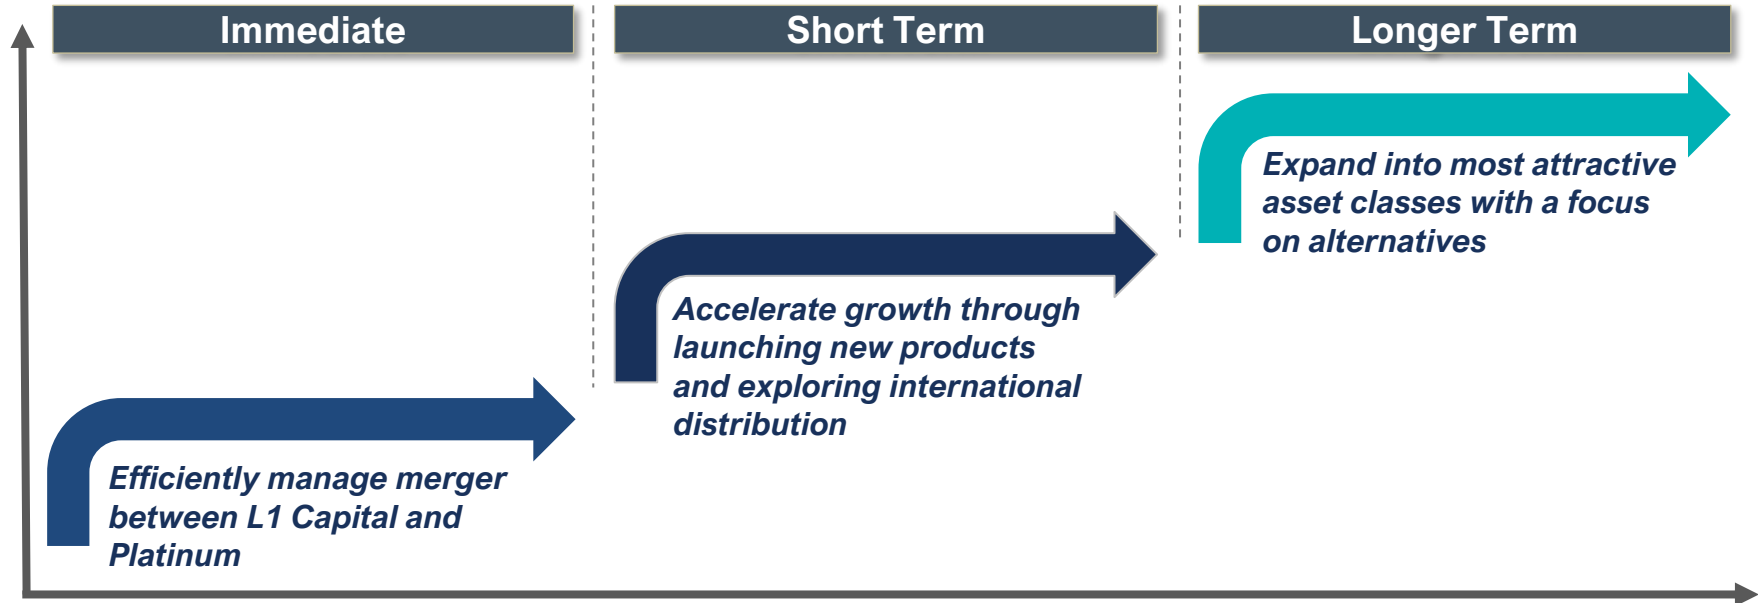 Immediate
Short Term
Longer Term
Efficiently manage merger
between L1 Capital and
Platinum
Accelerate growth through
launching new products
and exploring international
distribution
Expand into most attractive
asset classes with a focus
on alternatives